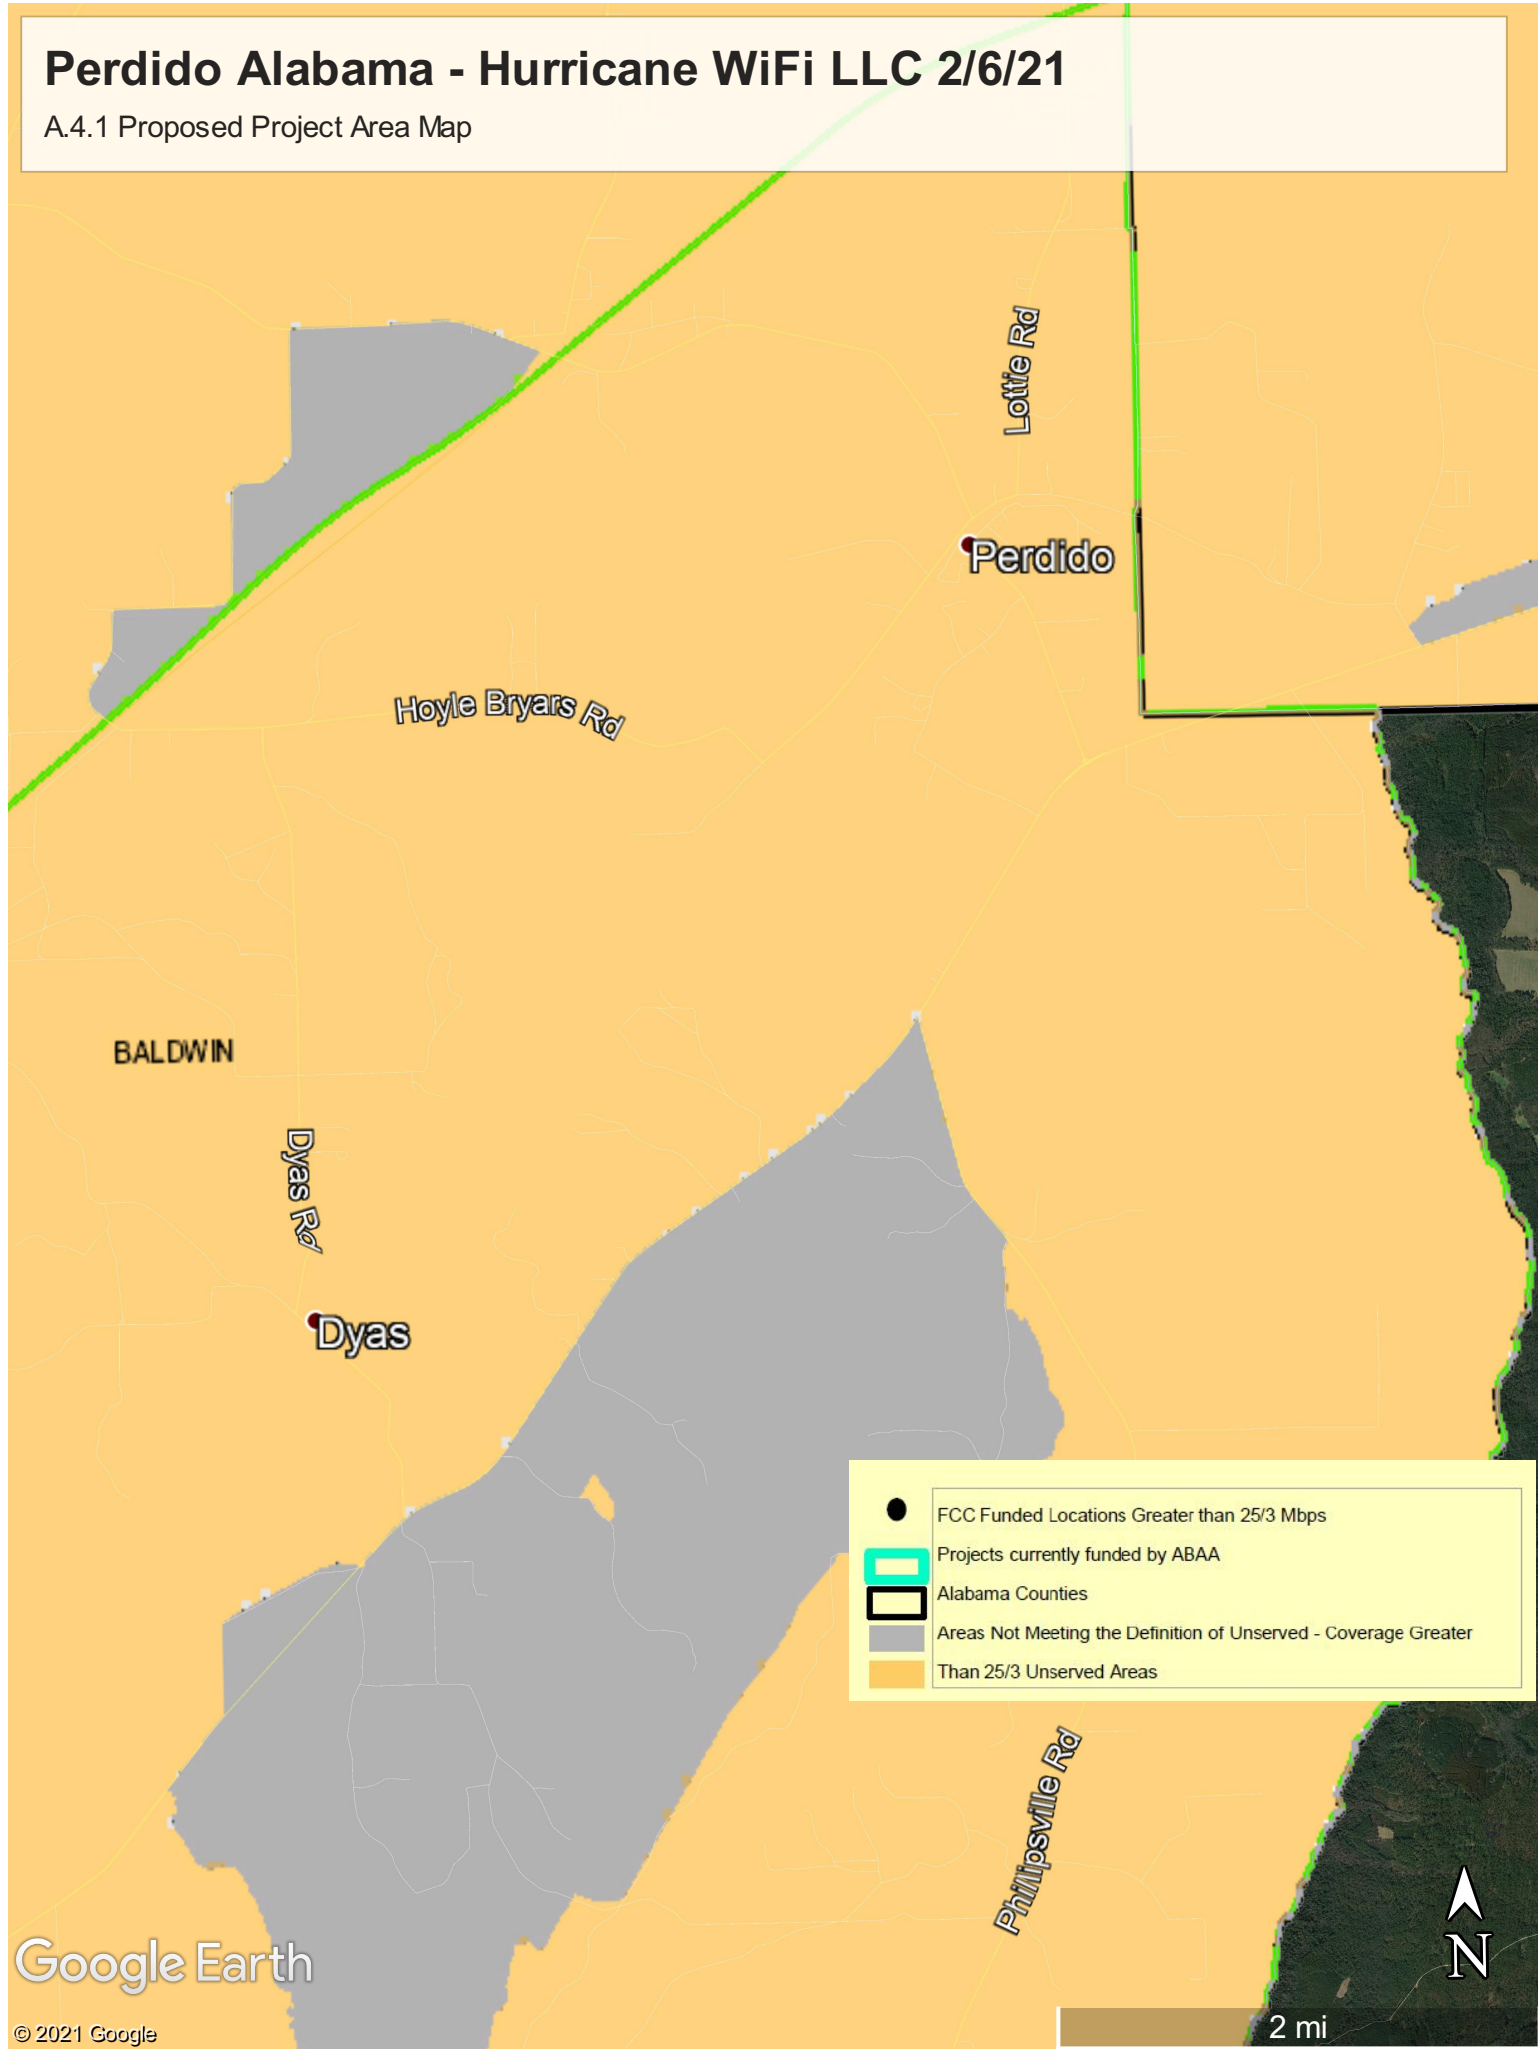 Perdido Alabama - Hurricane WiFi LLC 2/6/21
A.4.1 Proposed Project Area Map
Lottie Rd
Perdido
Hoyle Bryars Rd
BALDWIN
Dyas Rd
Dyas
FCC Funded Locations Greater than 25/3 Mbps
Projects currently funded by ABAA
Alabama Counties
Areas Not Meeting the Definition of Unserved - Coverage Greater
Than 25/3 Unserved Areas
Phillipsville Rd
N
Google Earth
© 2021 Google
2 mi